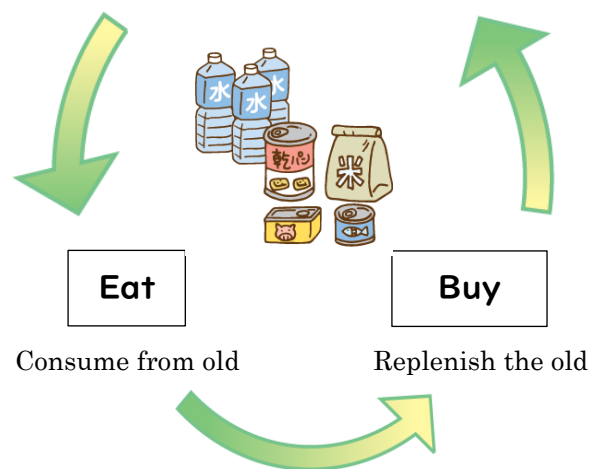 水
水
水
乾パン
米
Eat
Buy
Consume from old
Replenish the old